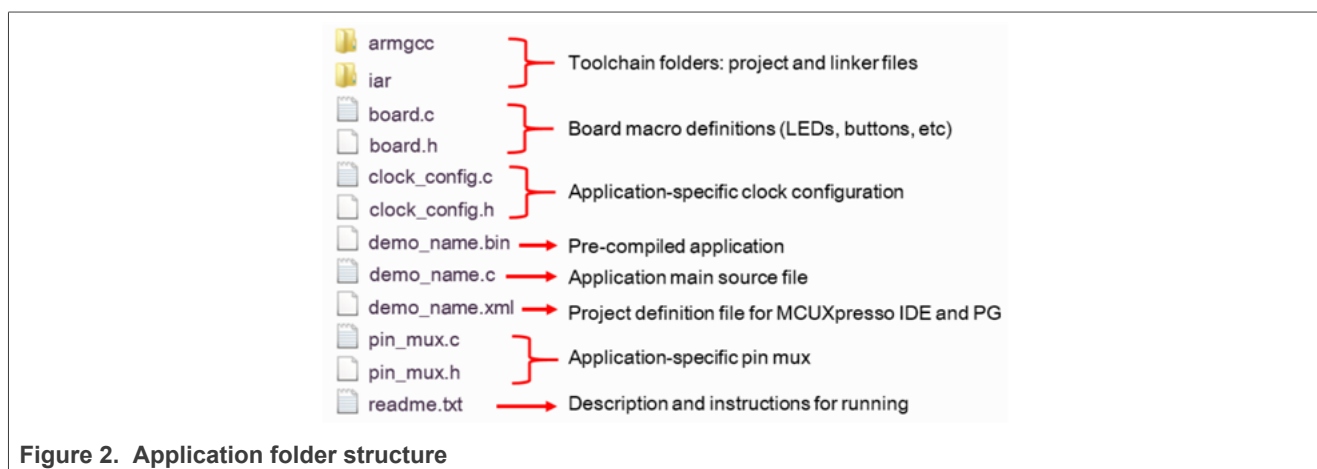 armgcc
iar
Toolchain folders: project and linker files
board.c
board.h
Board macro definitions (LEDs, buttons, etc)
clock_config.c
clock_config.h
Application-specific clock configuration
demo_name.bin Pre-compiled application
demo_name.c Application main source file
demo_name.xml Project definition file for MCUXpresso IDE and PG
pin_mux.c
pin_mux.h
Application-specific pin mux
readme.txt Description and instructions for running
Figure 2. Application folder structure